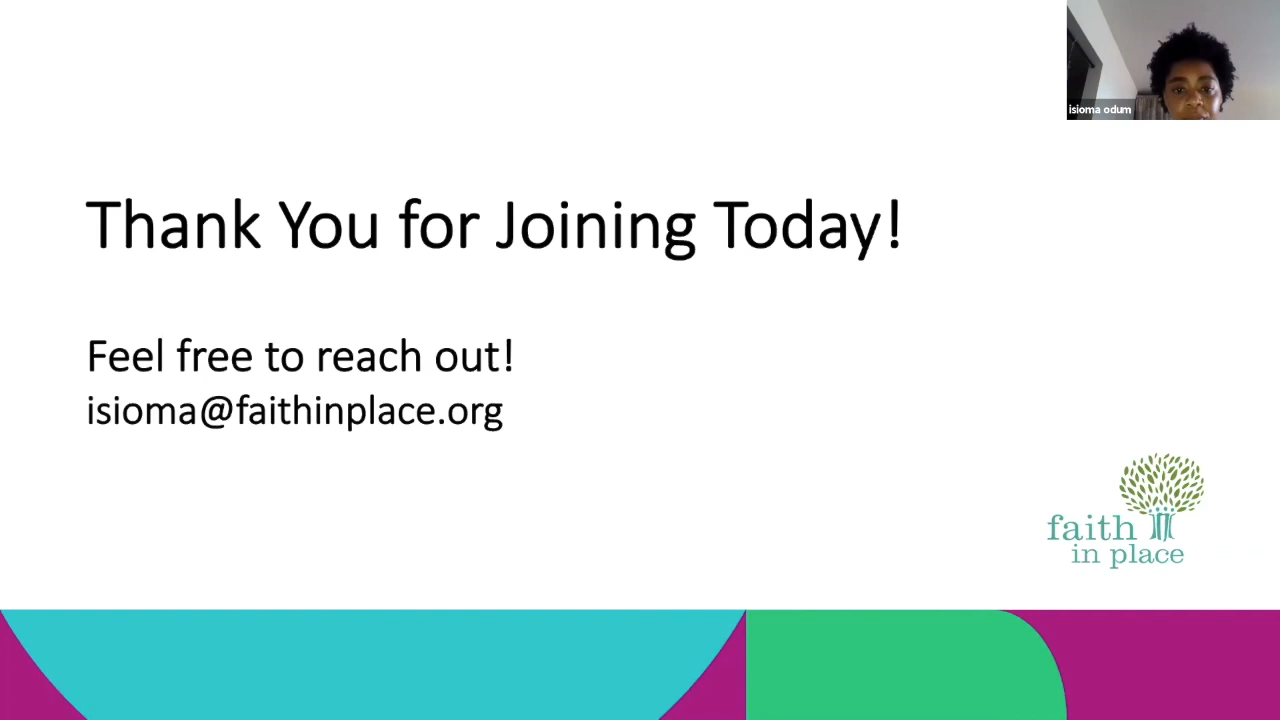 isioma odum
Thank You for Joining Today!
Feel free to reach out!
isioma@faithinplace.org
faith
in place